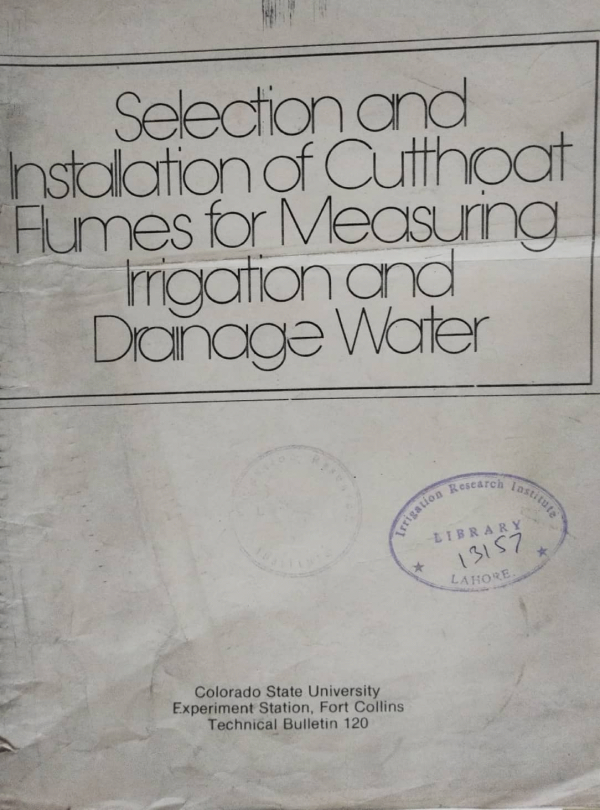 Selection and
Installation of Cutthroat
Flumes for Measuring
Irrigation and
Drainage Water
Irrigation Research Institute
LIBRARY
13157
LAHORE.
Colorado State University
Experiment Station, Fort Collins
Technical Bulletin 120